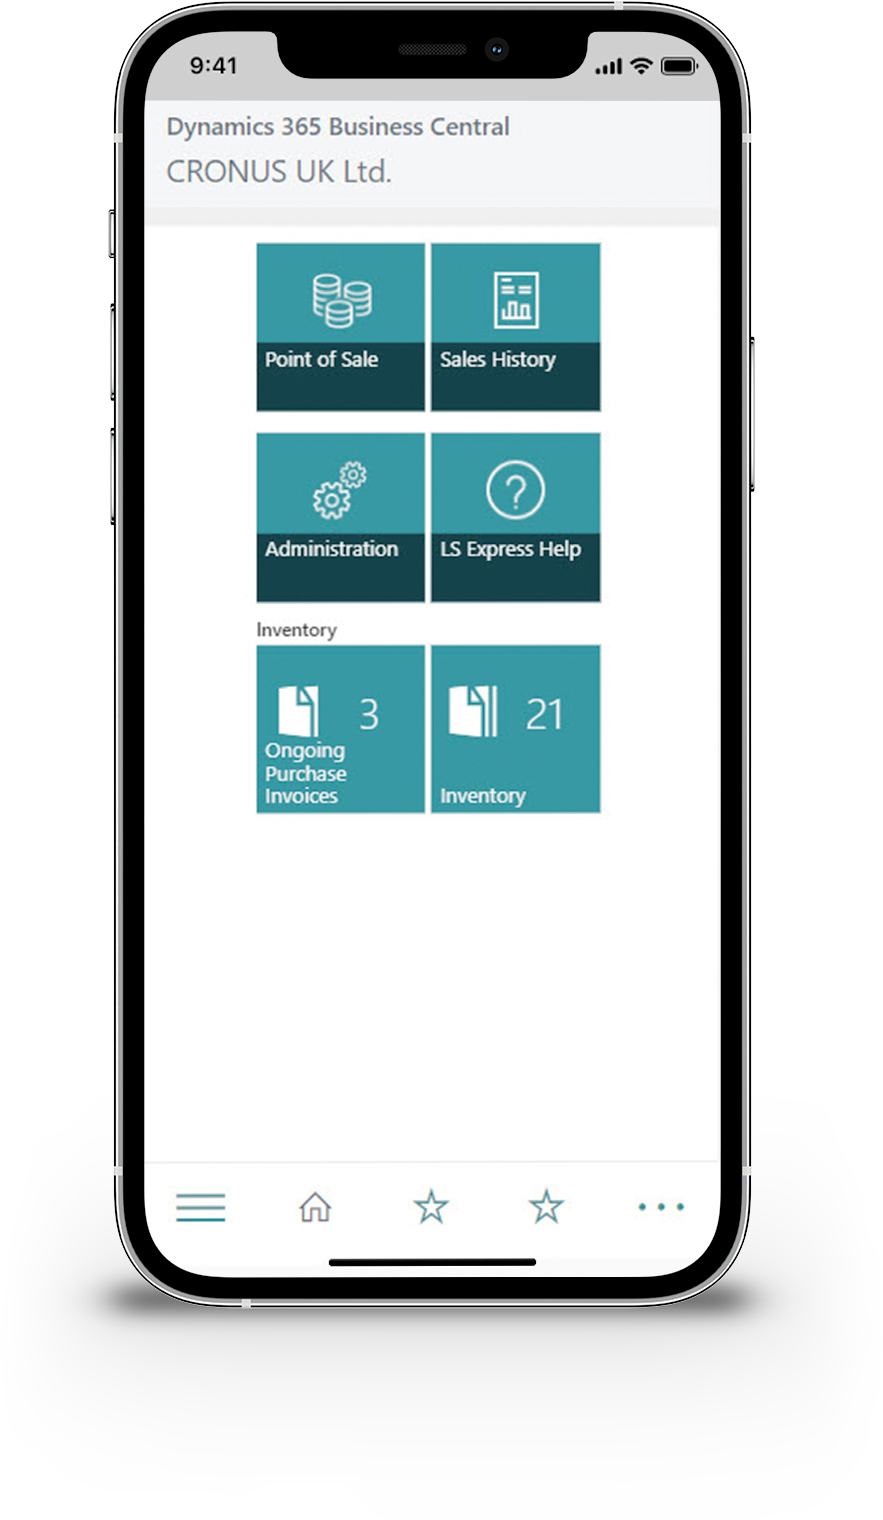 9:41
Dynamics 365 Business Central
CRONUS UK Ltd.
Point of Sale
Sales History
Administration
LS Express Help
Inventory
3
Ongoing
Purchase
Invoices
21
Inventory